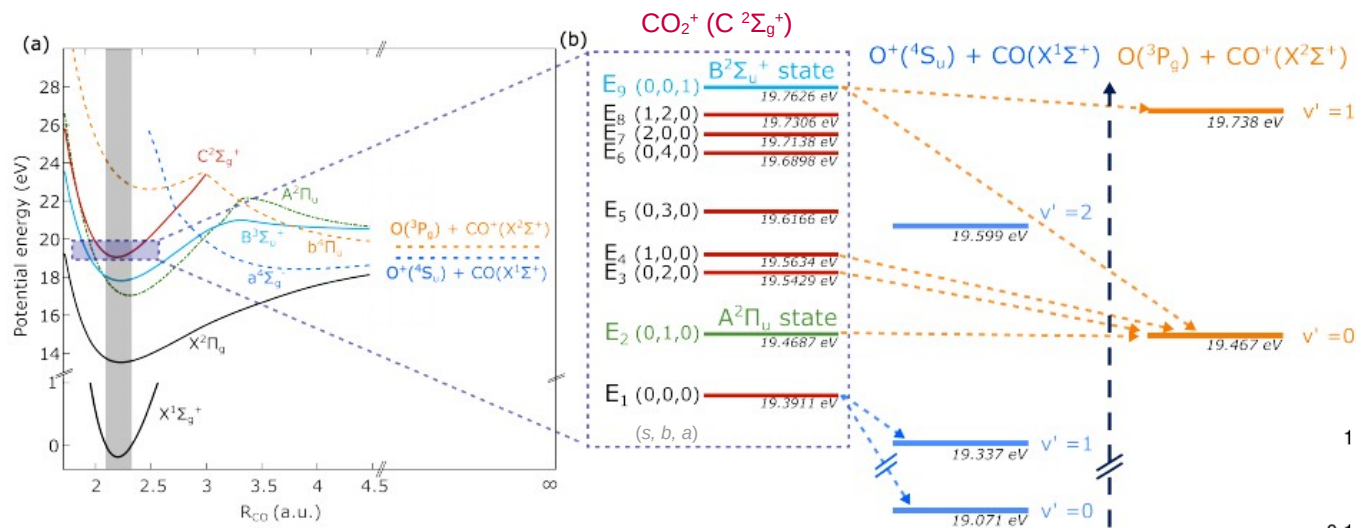 CO₂⁺ (C ²Σg⁺)
(a)
28
26
24
22
20
18
16
14
1
0
Potential energy (eV)
2
2.5
3
3.5
4
4.5
∞
R_CO (a.u.)
C²Σg⁺
A²Πu
B³Σu⁺
b⁴Πu
a⁴Σg⁻
X²Πg
X¹Σg⁺
O(³Pg) + CO⁺(X²Σ⁺)
O⁺(⁴Su) + CO(X¹Σ⁺)
(b)
B²Σu⁺ state
E₉ (0,0,1)
19.7626 eV
E₈ (1,2,0)
19.7306 eV
E₇ (2,0,0)
19.7138 eV
E₆ (0,4,0)
19.6898 eV
E₅ (0,3,0)
19.6166 eV
E₄ (1,0,0)
19.5634 eV
E₃ (0,2,0)
19.5429 eV
A²Πu state
E₂ (0,1,0)
19.4687 eV
E₁ (0,0,0)
19.3911 eV
(s, b, a)
O⁺(⁴Su) + CO(X¹Σ⁺)
v' =2
19.599 eV
v' =1
19.337 eV
v' =0
19.071 eV
O(³Pg) + CO⁺(X²Σ⁺)
v' =1
19.738 eV
v' =0
19.467 eV
1